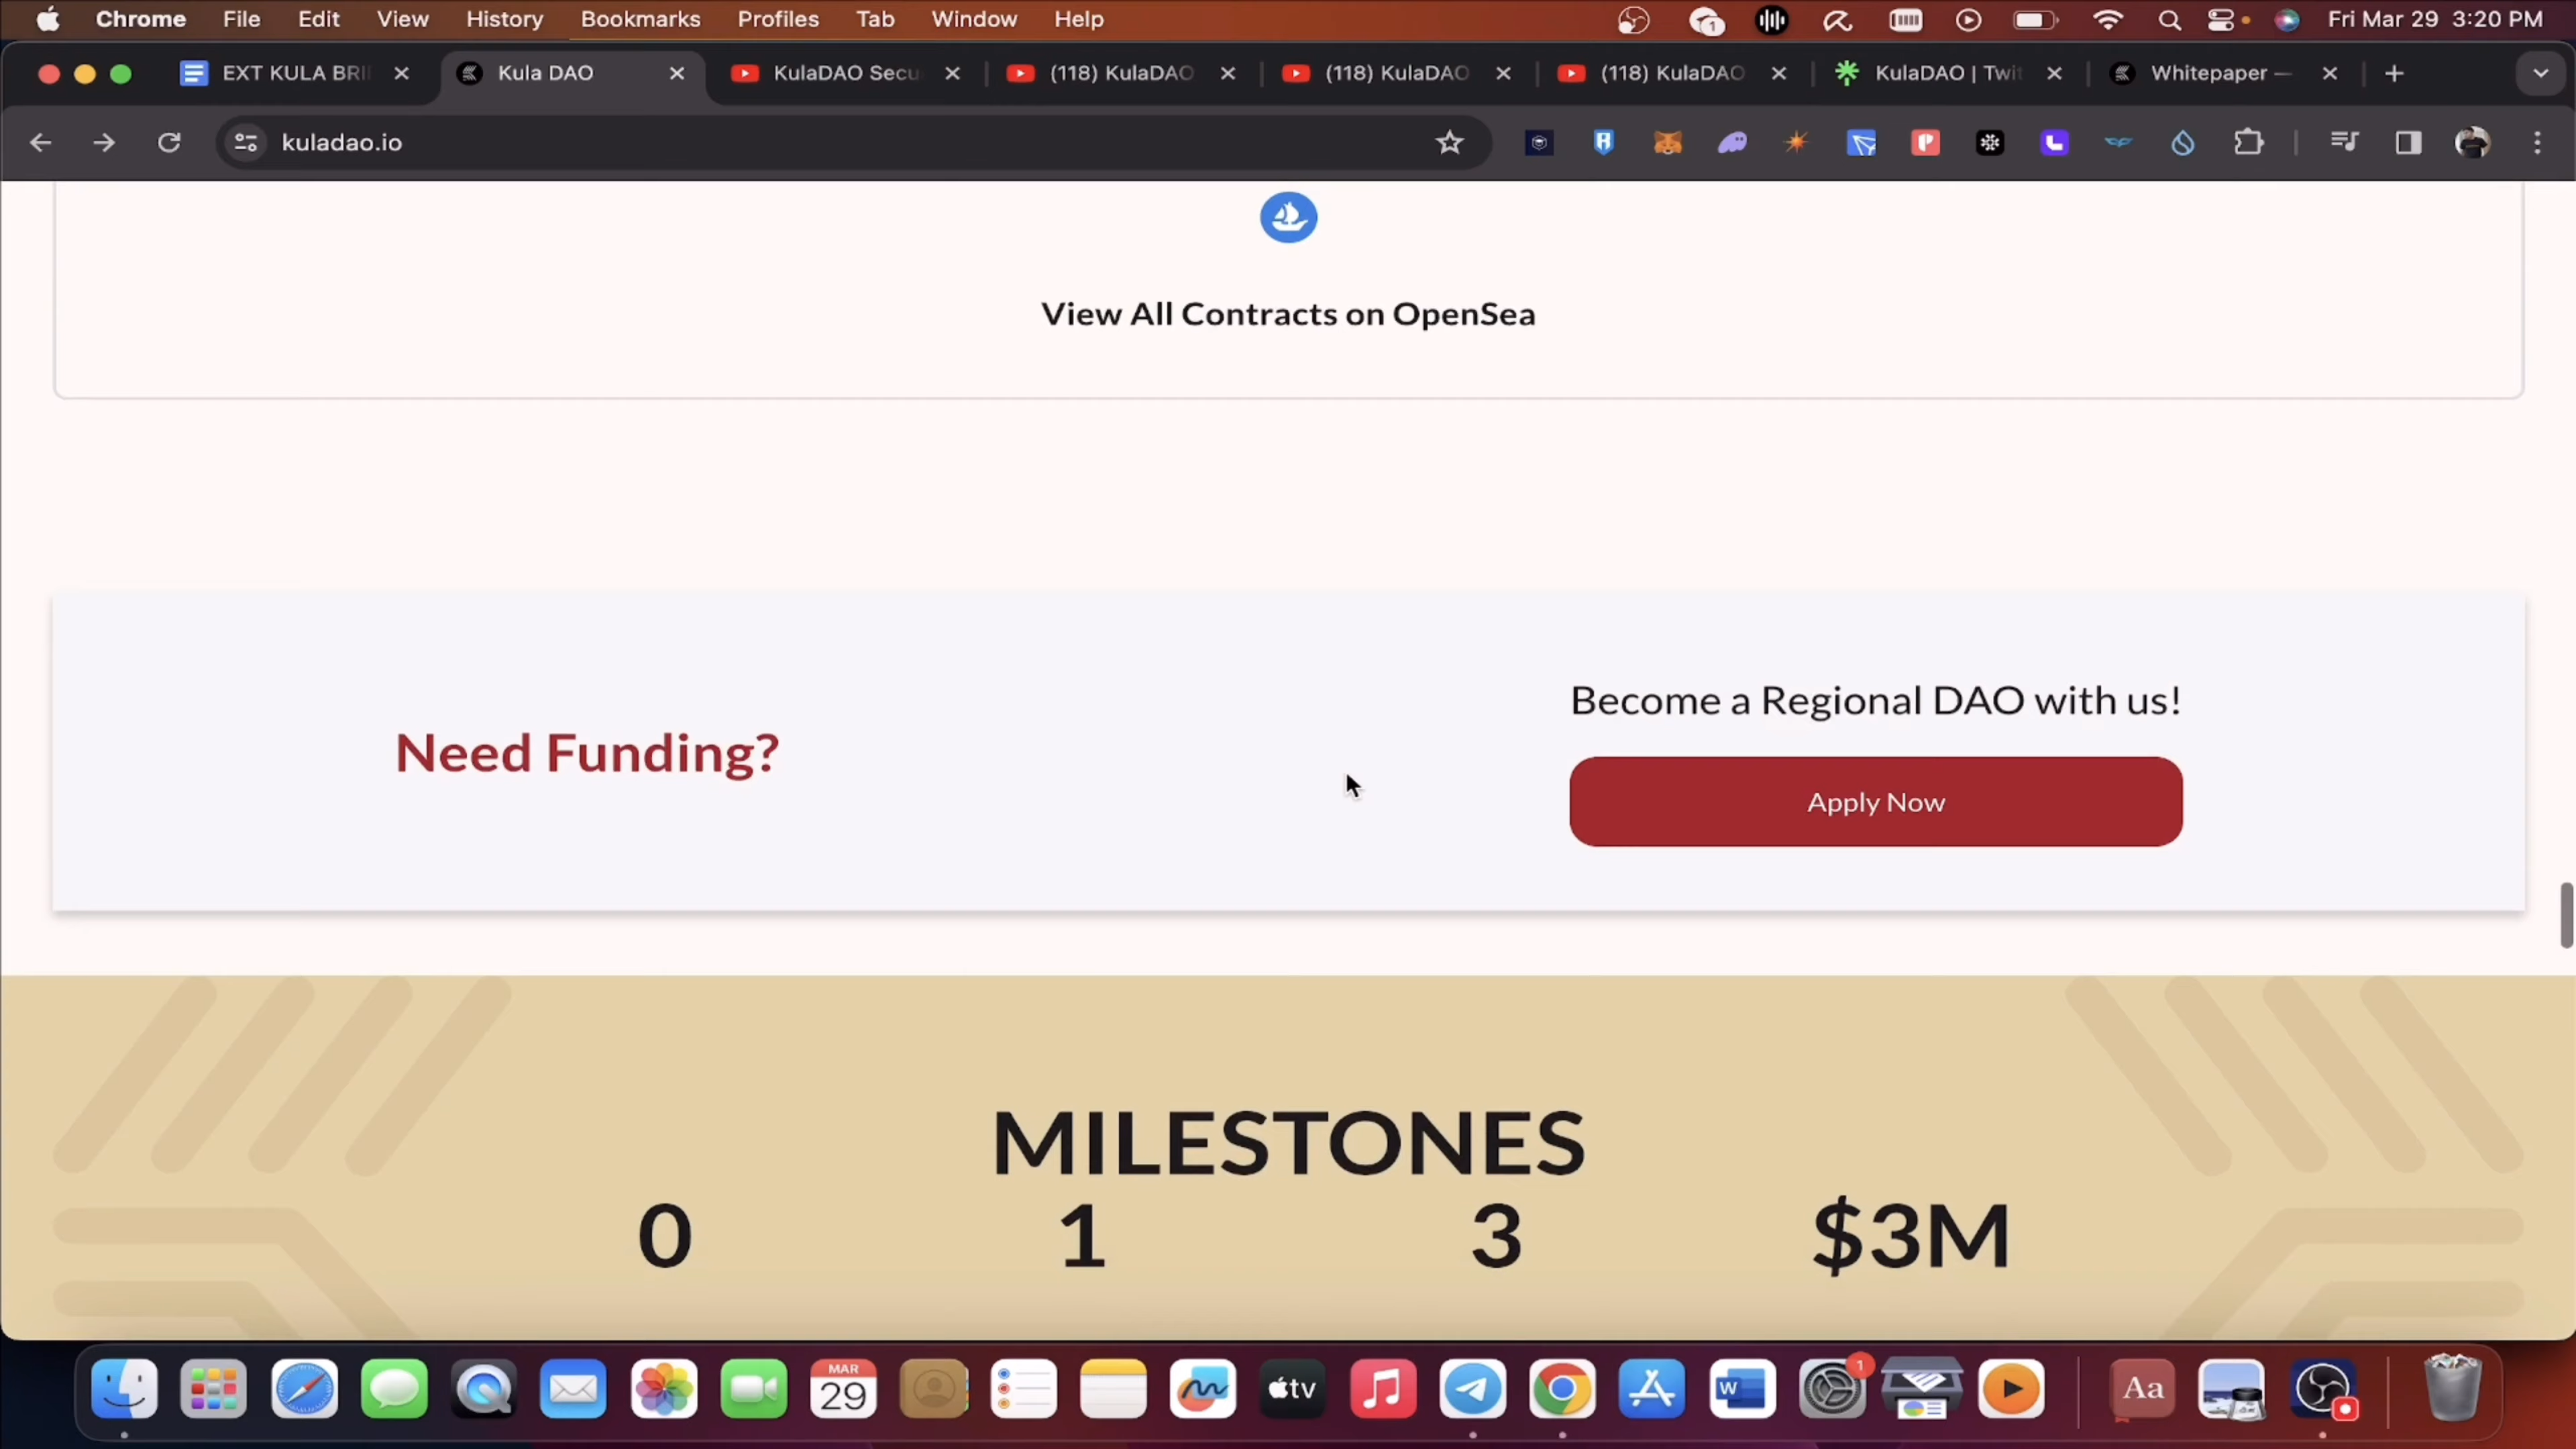 Chrome File Edit View History Bookmarks Profiles Tab Window Help
1
Fri Mar 29 3:20 PM
EXT KULA BRI
Kula DAO
KulaDAO Secu
(118) KulaDAO
(118) KulaDAO
(118) KulaDAO
KulaDAO | Twit
Whitepaper —
kuladao.io
View All Contracts on OpenSea
Need Funding?
Become a Regional DAO with us!
Apply Now
MILESTONES
0 1 3 $3M
MAR
29
tv
W
1
Aa